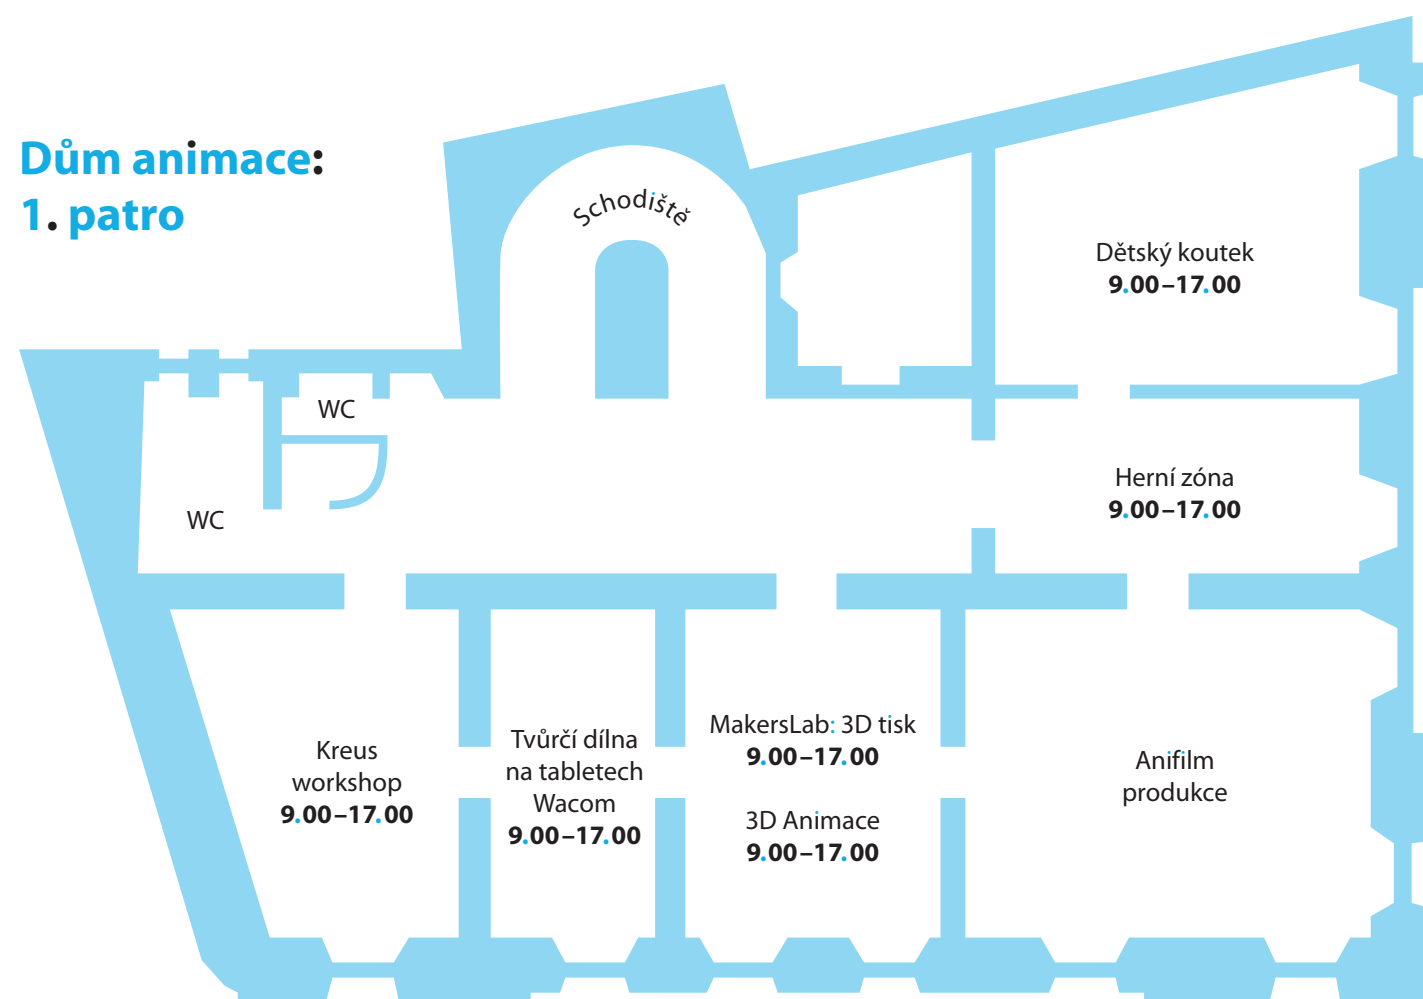 Dům animace:
1. patro
Schodiště
Dětský koutek
9.00–17.00
WC
WC
Herní zóna
9.00–17.00
Kreus
workshop
9.00–17.00
Tvůrčí dílna
na tabletech
Wacom
9.00–17.00
MakersLab: 3D tisk
9.00–17.00
3D Animace
9.00–17.00
Anifilm
produkce